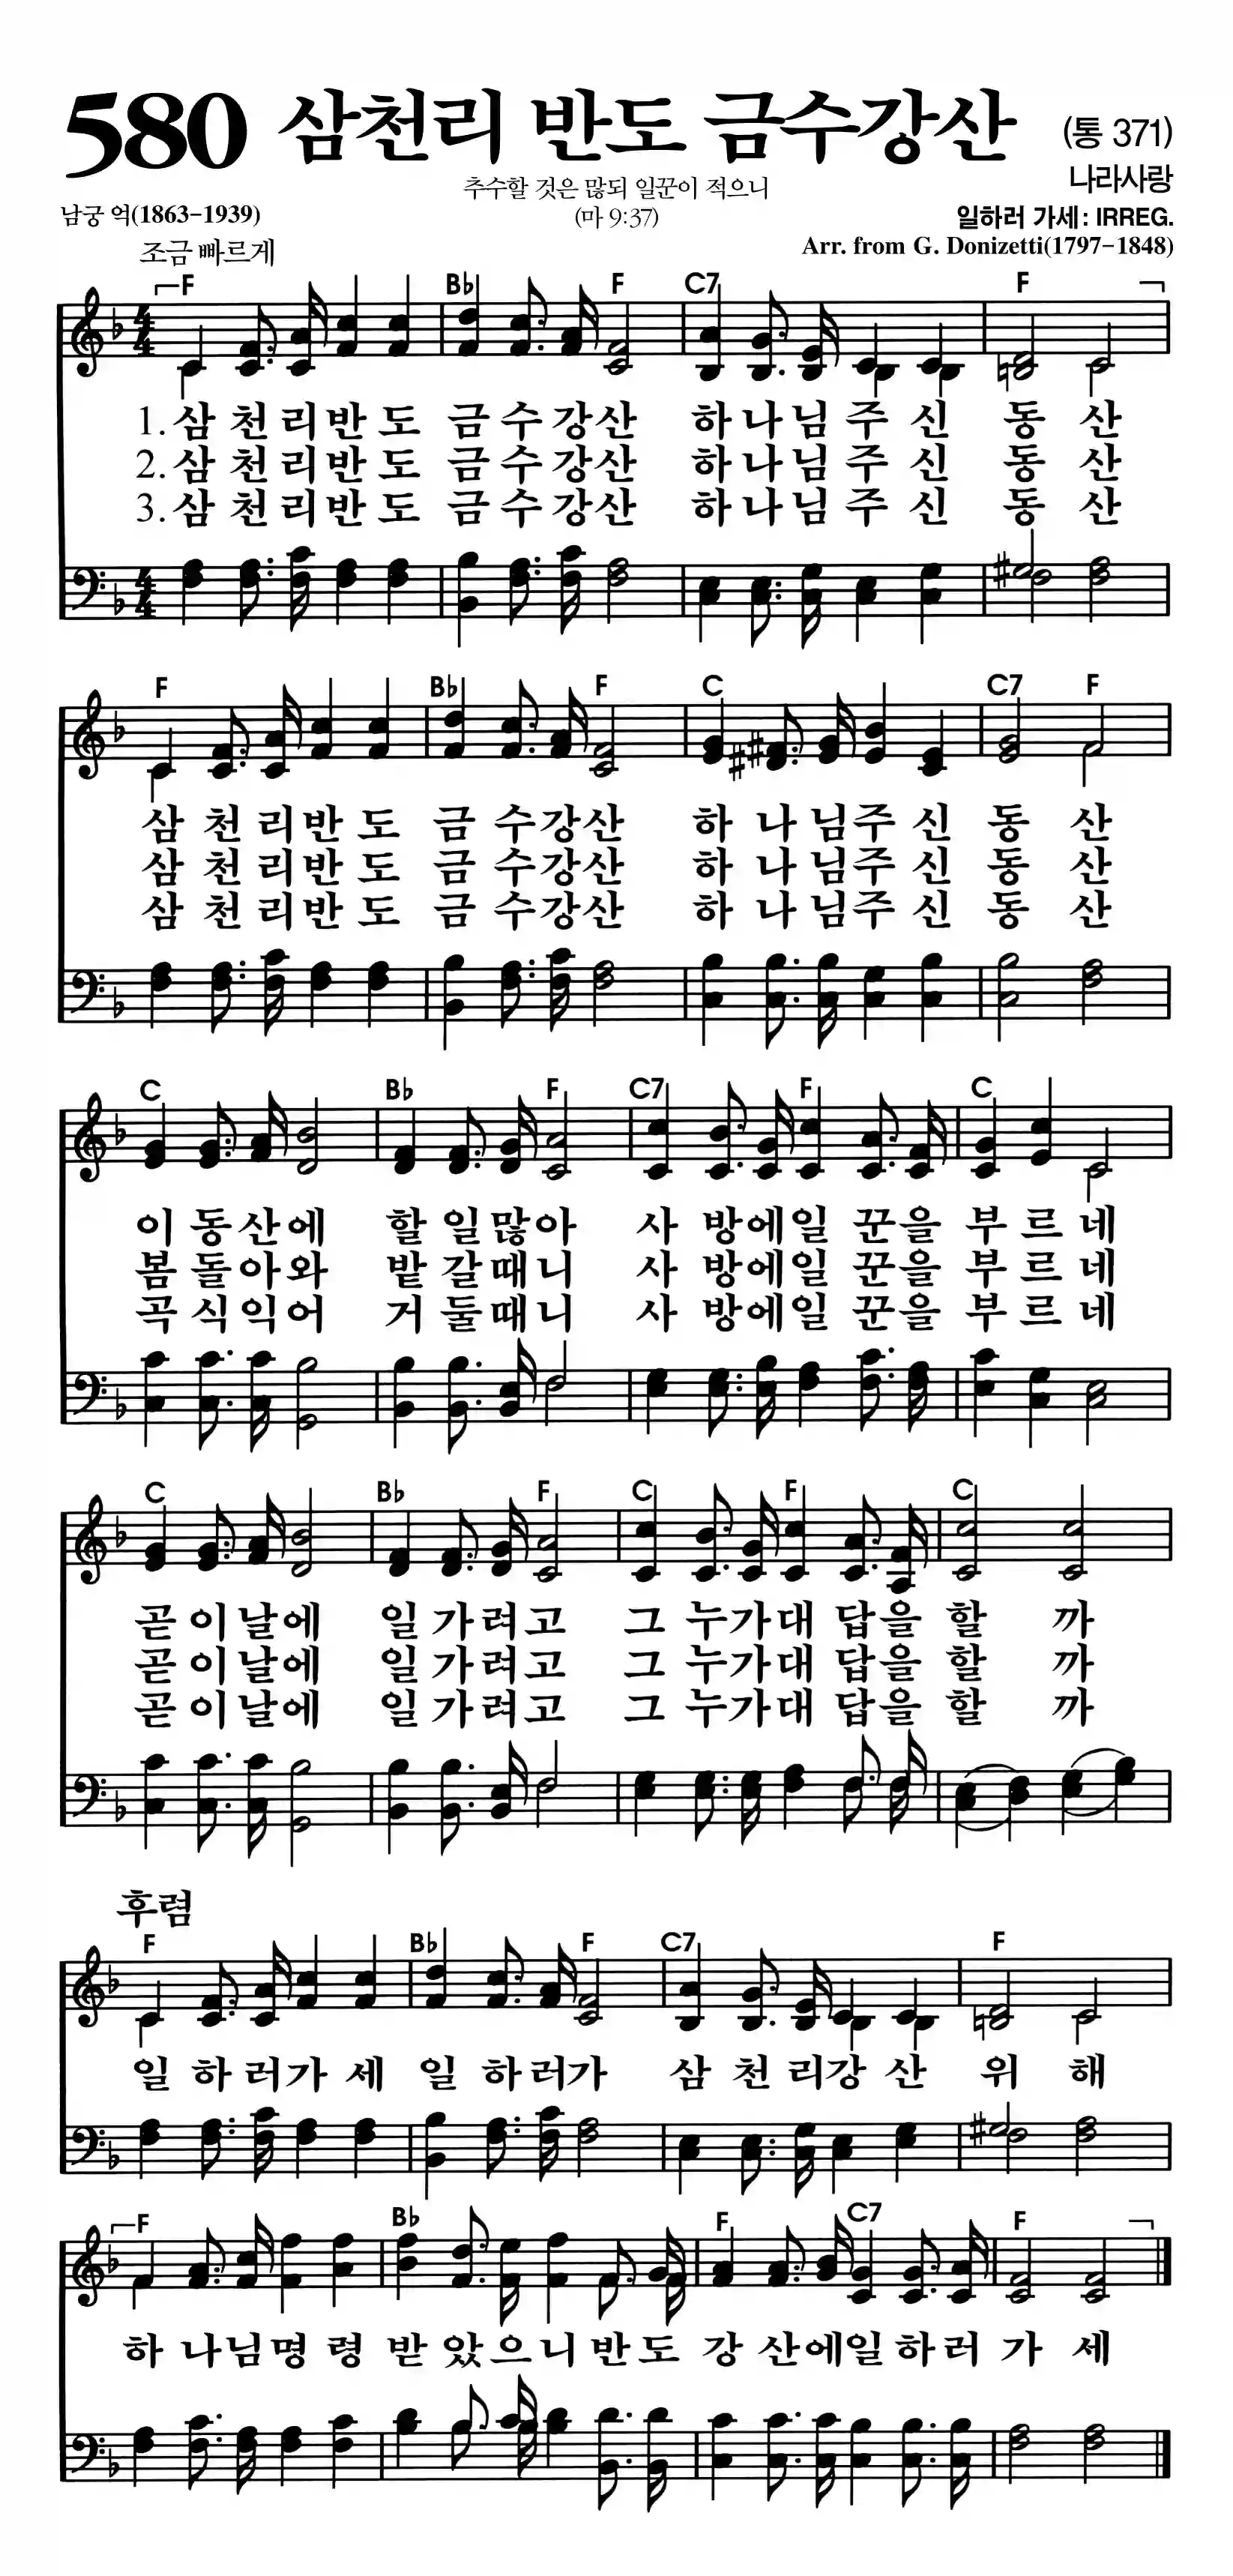 580 삼천리 반도 금수강산 (통 371)
추수할 것은 많되 일꾼이 적으니 나라사랑
남궁 억(1863-1939) (마 9:37) 일하러 가세: IRREG.
조금 빠르게 Arr. from G. Donizetti(1797-1848)
F B♭ F C7 F
1. 삼 천 리 반 도 금 수 강 산 하 나 님 주 신 동 산
2. 삼 천 리 반 도 금 수 강 산 하 나 님 주 신 동 산
3. 삼 천 리 반 도 금 수 강 산 하 나 님 주 신 동 산
F B♭ F C C7 F
삼 천 리 반 도 금 수 강 산 하 나 님 주 신 동 산
삼 천 리 반 도 금 수 강 산 하 나 님 주 신 동 산
삼 천 리 반 도 금 수 강 산 하 나 님 주 신 동 산
C B♭ F C7 F C
이 동 산 에 할 일 많 아 사 방 에 일 꾼 을 부 르 네
봄 돌 아 와 밭 갈 때 니 사 방 에 일 꾼 을 부 르 네
곡 식 익 어 거 둘 때 니 사 방 에 일 꾼 을 부 르 네
C B♭ F C F C
곧 이 날 에 일 가 려 고 그 누 가 대 답 을 할 까
곧 이 날 에 일 가 려 고 그 누 가 대 답 을 할 까
곧 이 날 에 일 가 려 고 그 누 가 대 답 을 할 까
후렴
F B♭ F C7 F
일 하 러 가 세 일 하 러 가 삼 천 리 강 산 위 해
F B♭ F C7 F
하 나 님 명 령 받 았 으 니 반 도 강 산 에 일 하 러 가 세